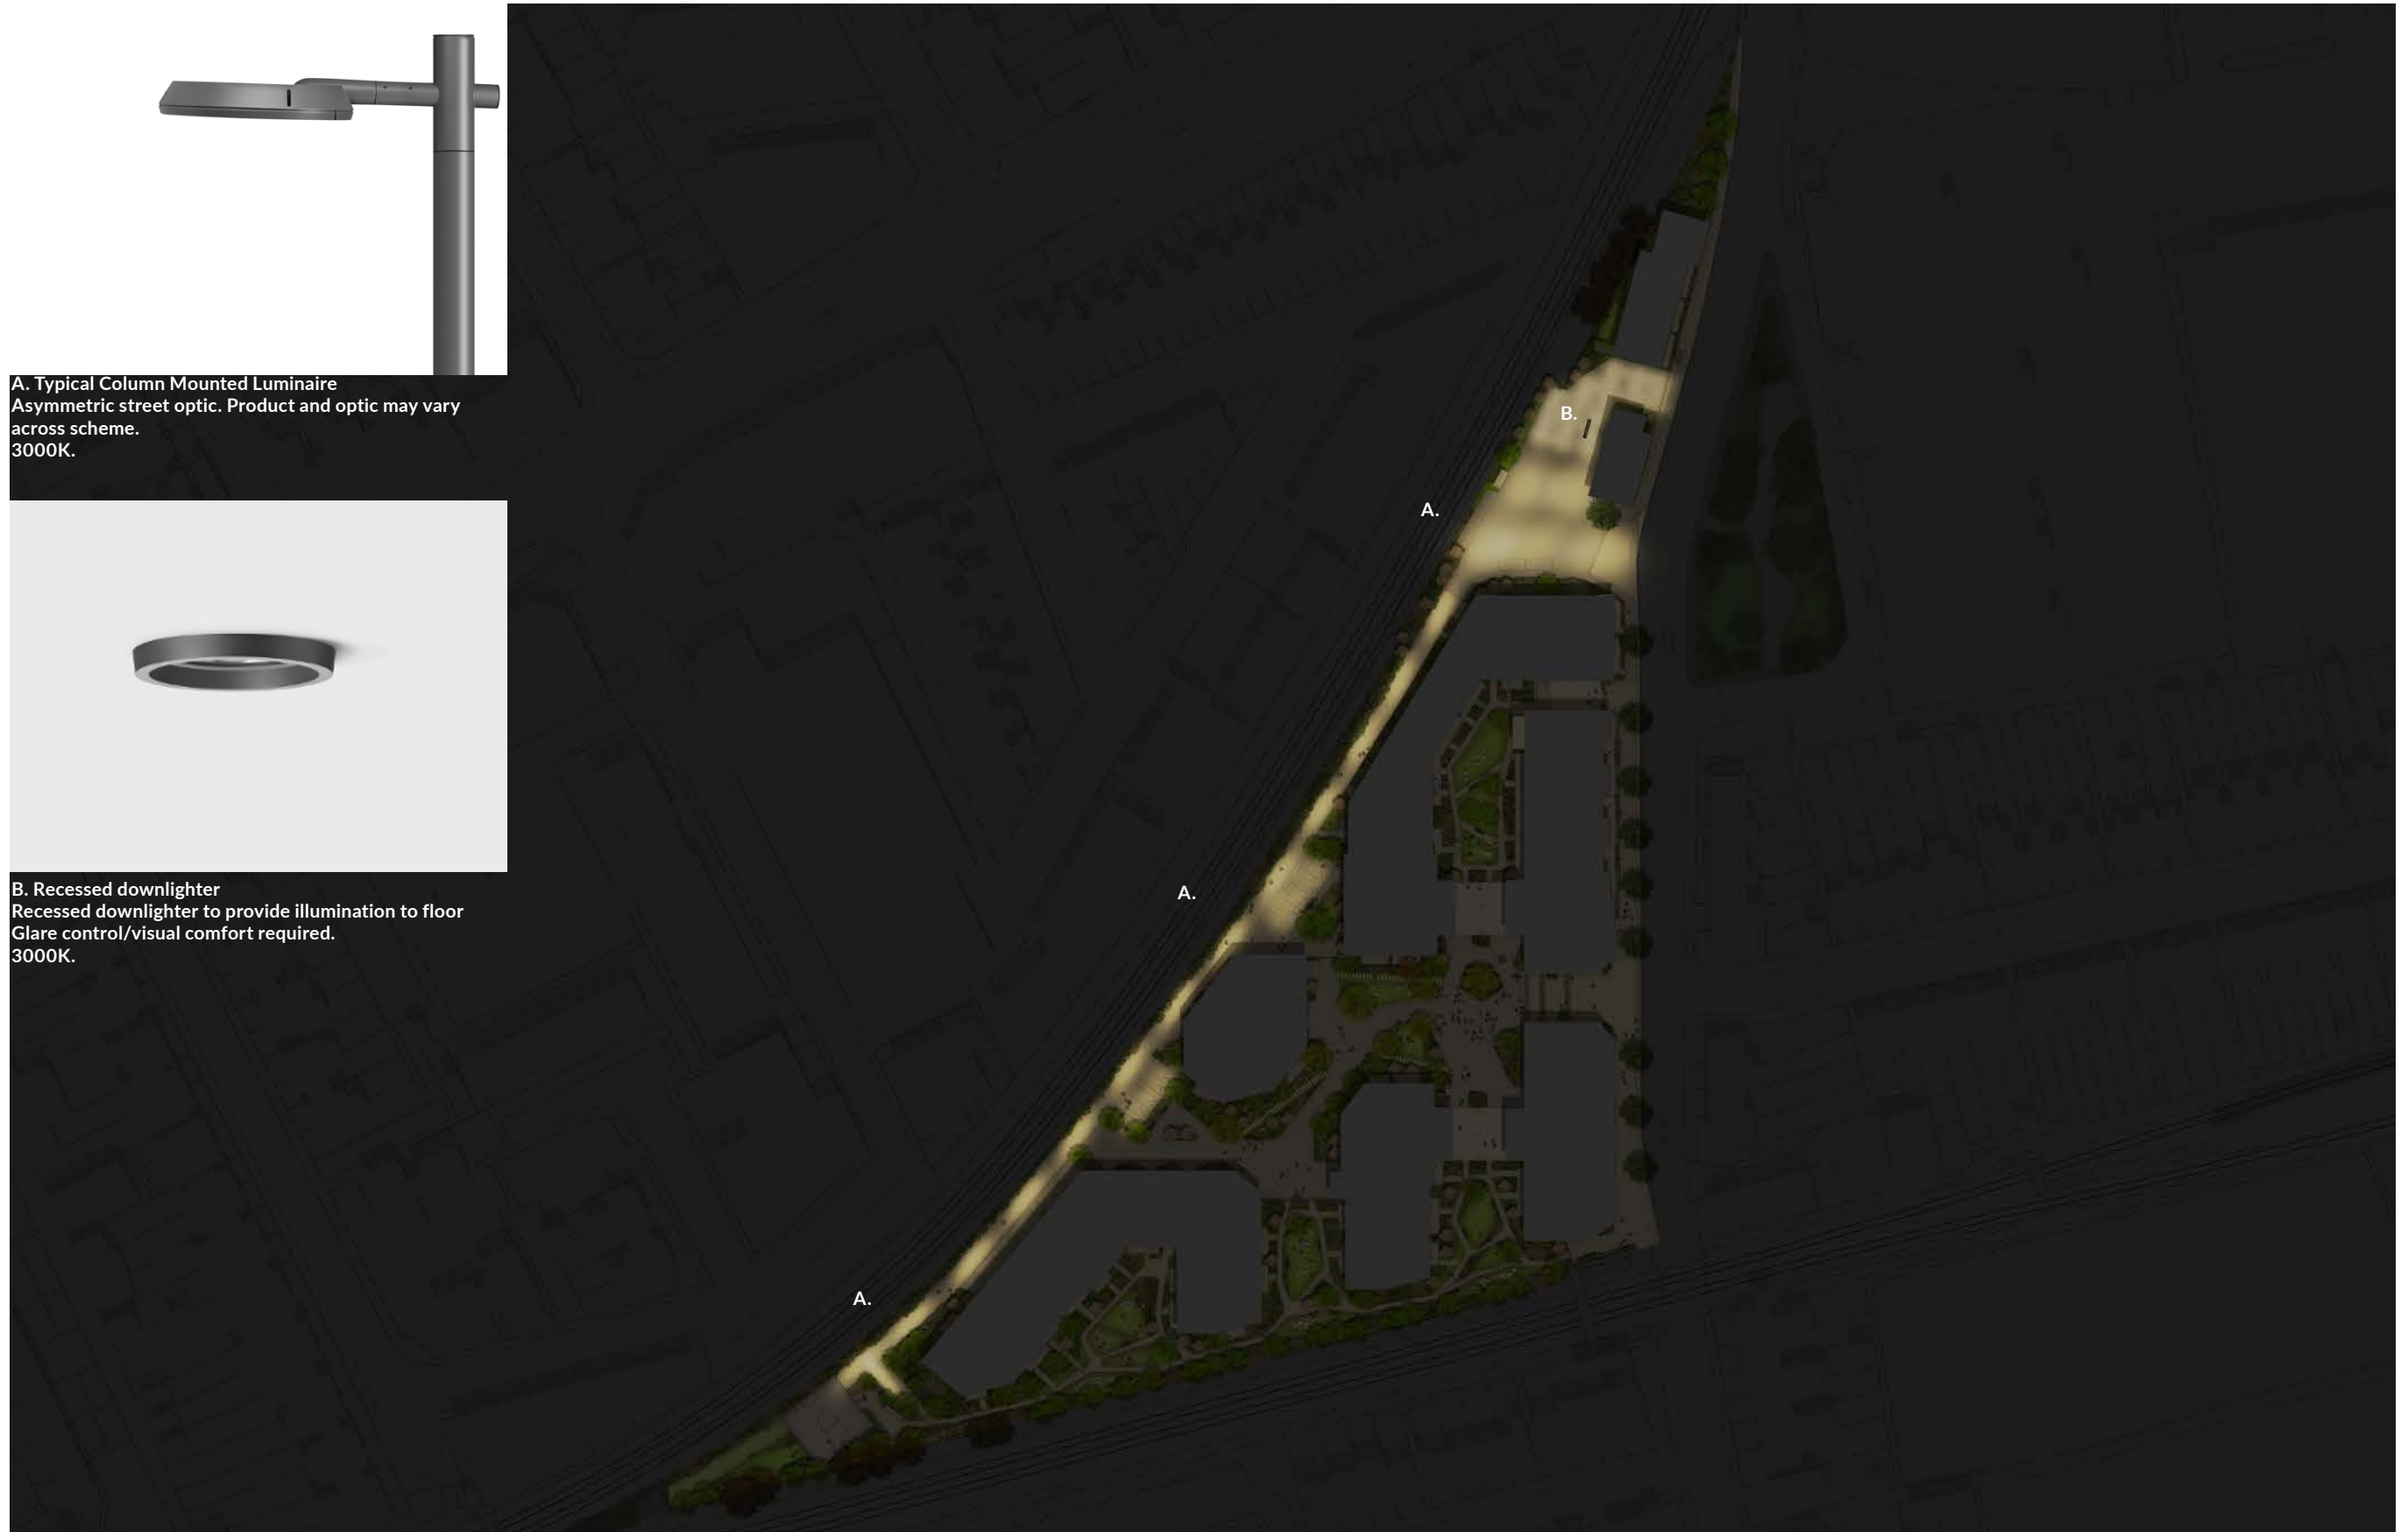 A. Typical Column Mounted Luminaire
Asymmetric street optic. Product and optic may vary
across scheme.
3000K.
B. Recessed downlighter
Recessed downlighter to provide illumination to floor
Glare control/visual comfort required.
3000K.
B.
A.
A.
A.